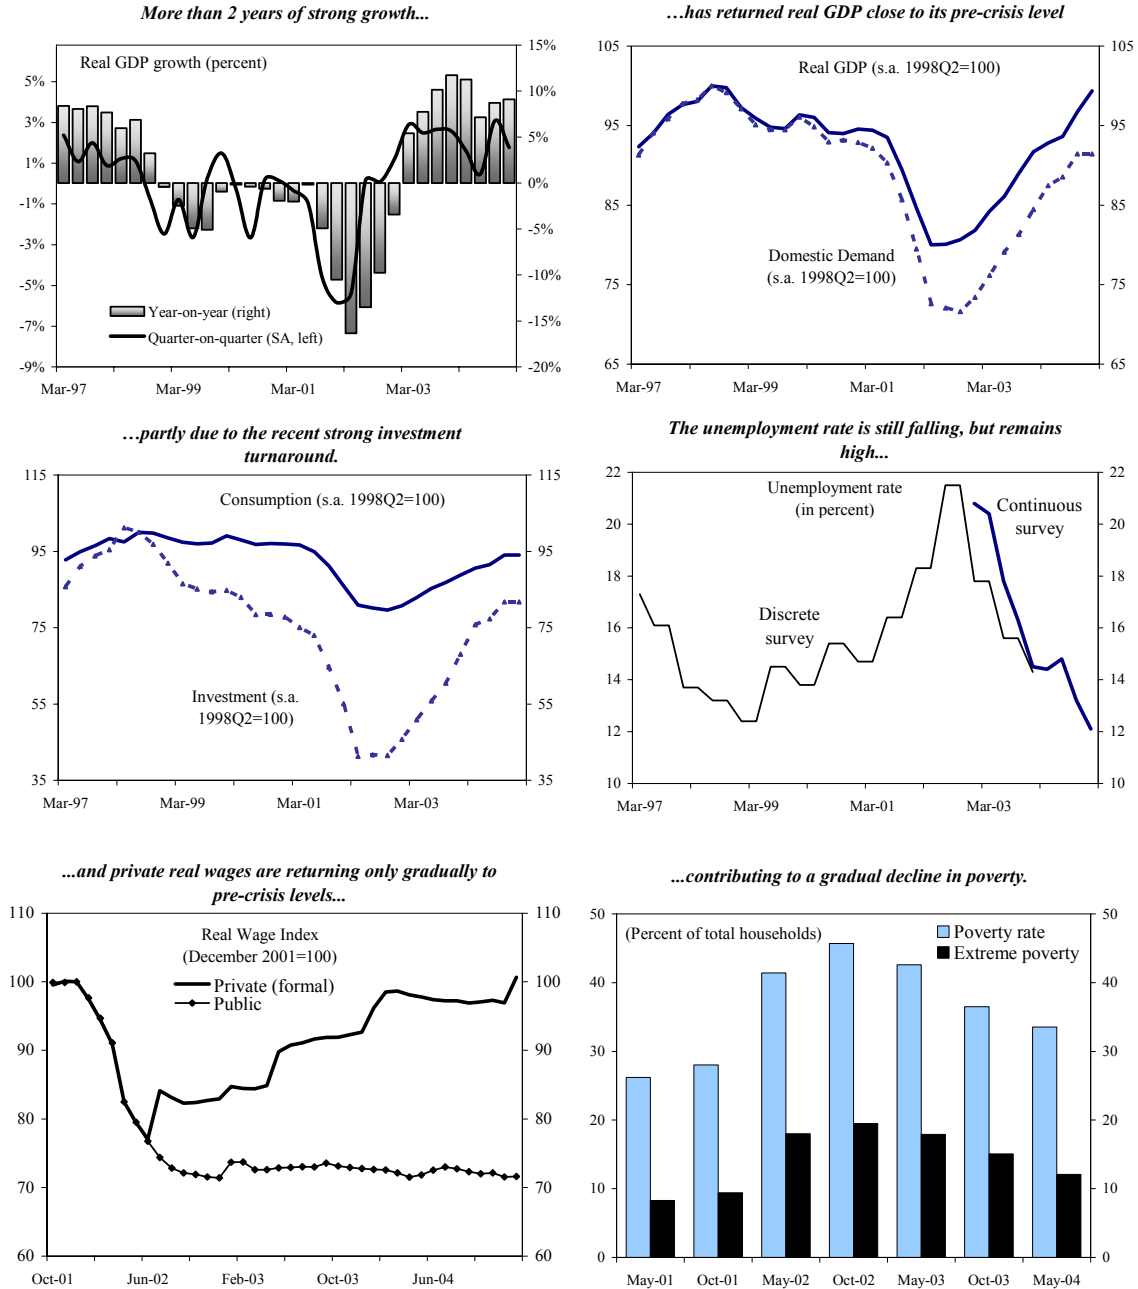 More than 2 years of strong growth...
15%
10%
5%
0%
-5%
-10%
-15%
-20%
5%
3%
1%
-1%
-3%
-5%
-7%
-9%
Real GDP growth (percent)
Year-on-year (right)
Quarter-on-quarter (SA, left)
Mar-97 Mar-99 Mar-01 Mar-03
…has returned real GDP close to its pre-crisis level
105 105
95 95
85 85
75 75
65 65
Real GDP (s.a. 1998Q2=100)
Domestic Demand
(s.a. 1998Q2=100)
Mar-97 Mar-99 Mar-01 Mar-03
…partly due to the recent strong investment
turnaround.
115 115
95 95
75 75
55 55
35 35
Consumption (s.a. 1998Q2=100)
Investment (s.a.
1998Q2=100)
Mar-97 Mar-99 Mar-01 Mar-03
The unemployment rate is still falling, but remains
high...
22 22
20 20
18 18
16 16
14 14
12 12
10 10
Unemployment rate
(in percent)
Continuous
survey
Discrete
survey
Mar-97 Mar-99 Mar-01 Mar-03
...and private real wages are returning only gradually to
pre-crisis levels...
110 110
100 100
90 90
80 80
70 70
60 60
Real Wage Index
(December 2001=100)
Private (formal)
Public
Oct-01 Jun-02 Feb-03 Oct-03 Jun-04
...contributing to a gradual decline in poverty.
50 50
40 40
30 30
20 20
10 10
0 0
(Percent of total households)
Poverty rate
Extreme poverty
May-01 Oct-01 May-02 Oct-02 May-03 Oct-03 May-04